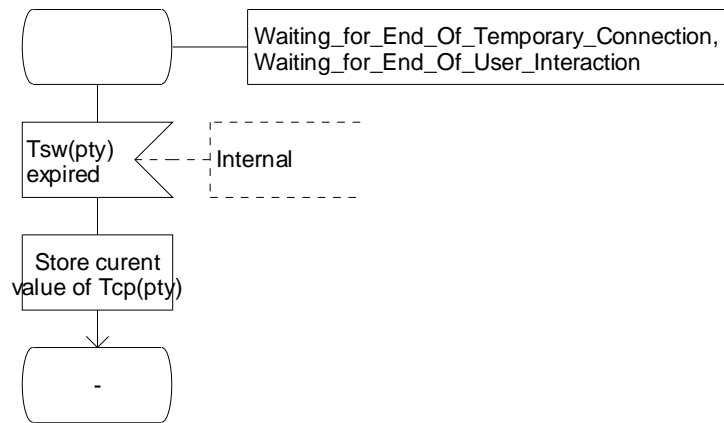 Waiting_for_End_Of_Temporary_Connection,
Waiting_for_End_Of_User_Interaction
Tsw(pty)
expired
Internal
Store curent
value of Tcp(pty)
-